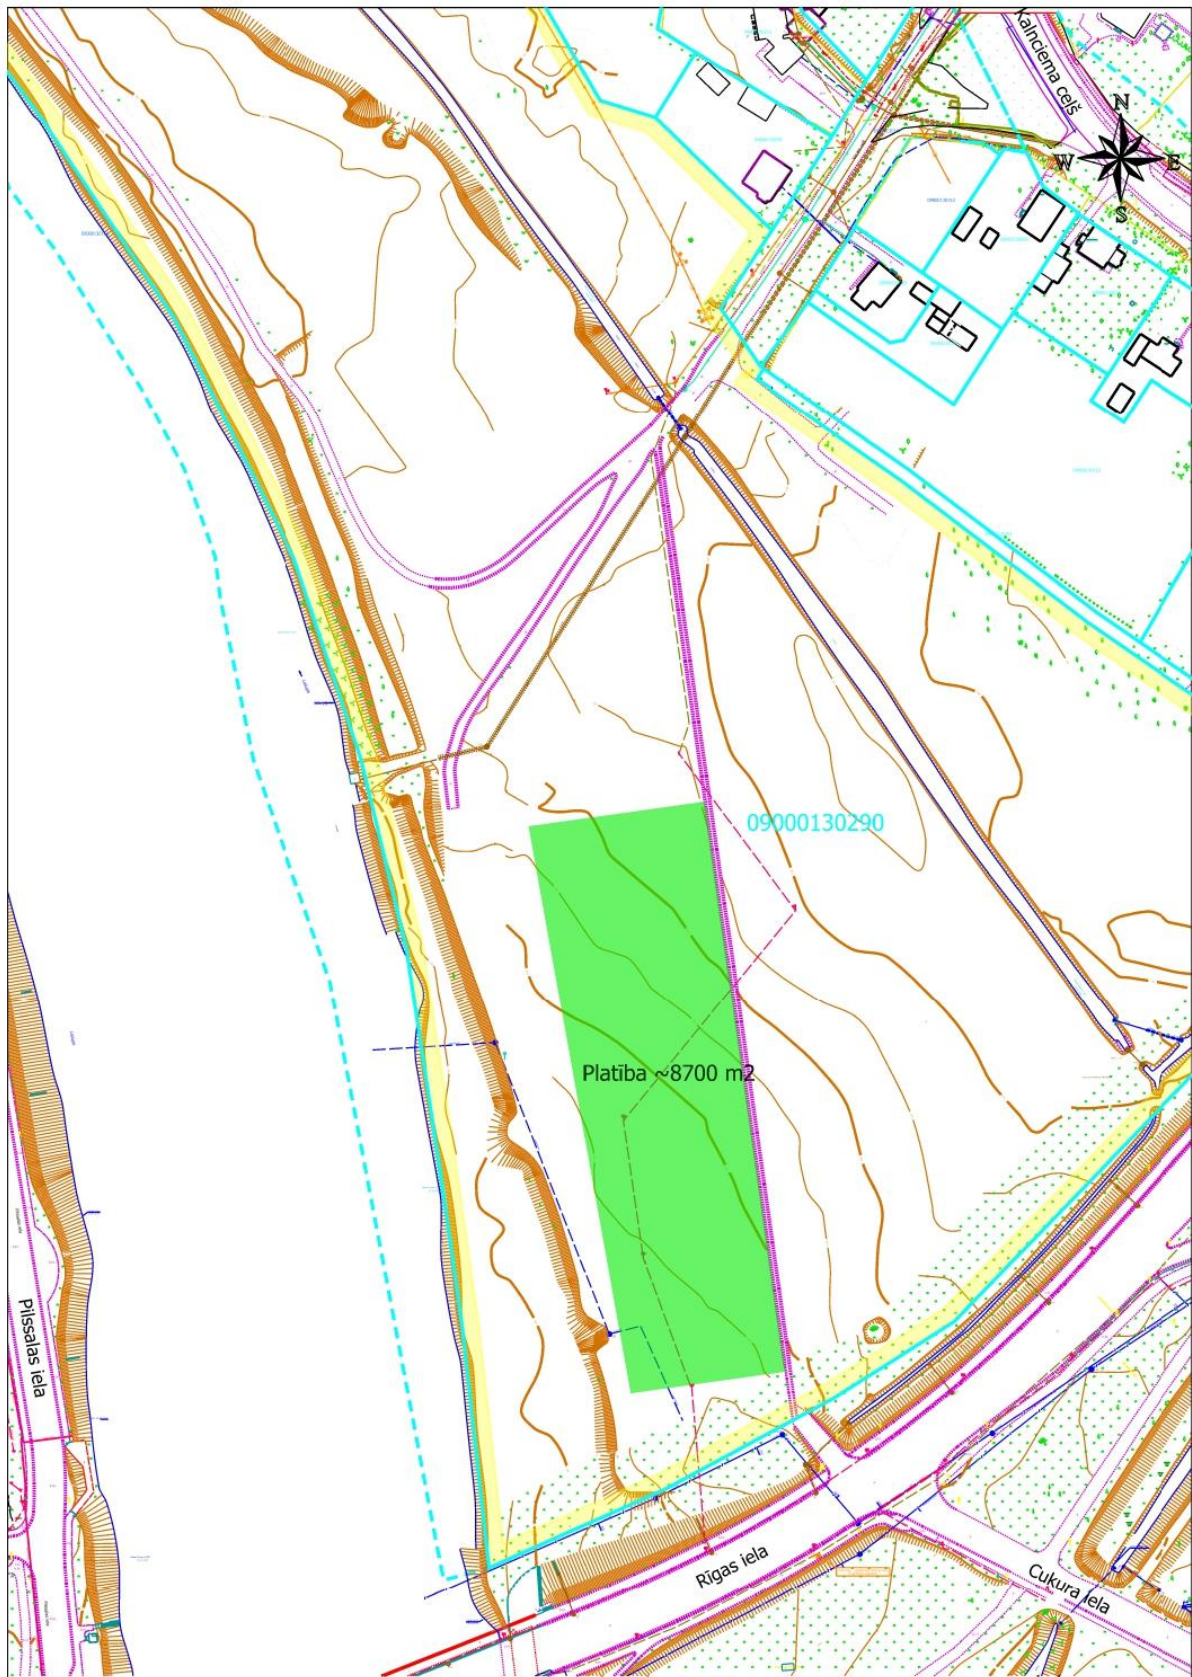 Kalnciema ceļš
N
W
E
S
09000130290
Platība ~8700 m2
Pilssalas iela
Rīgas iela
Cukura iela